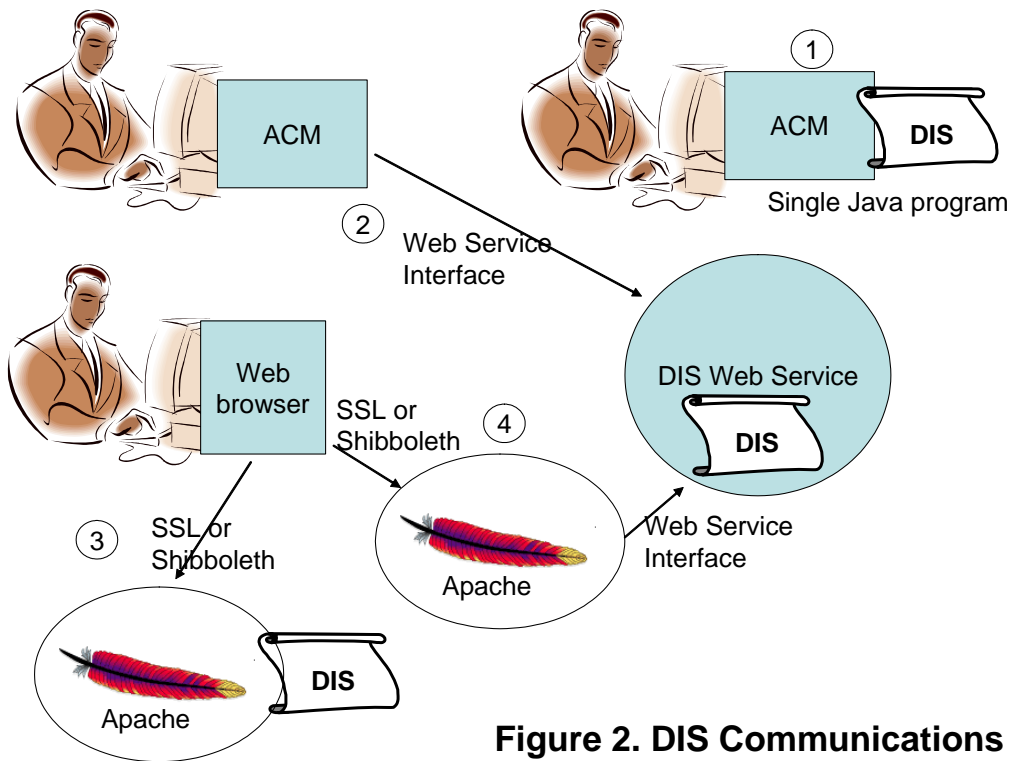 ACM
1
ACM
DIS
Single Java program
2
Web Service
Interface
Web
browser
SSL or
Shibboleth
4
DIS Web Service
DIS
3
SSL or
Shibboleth
Apache
Web Service
Interface
Apache
DIS
Figure 2. DIS Communications